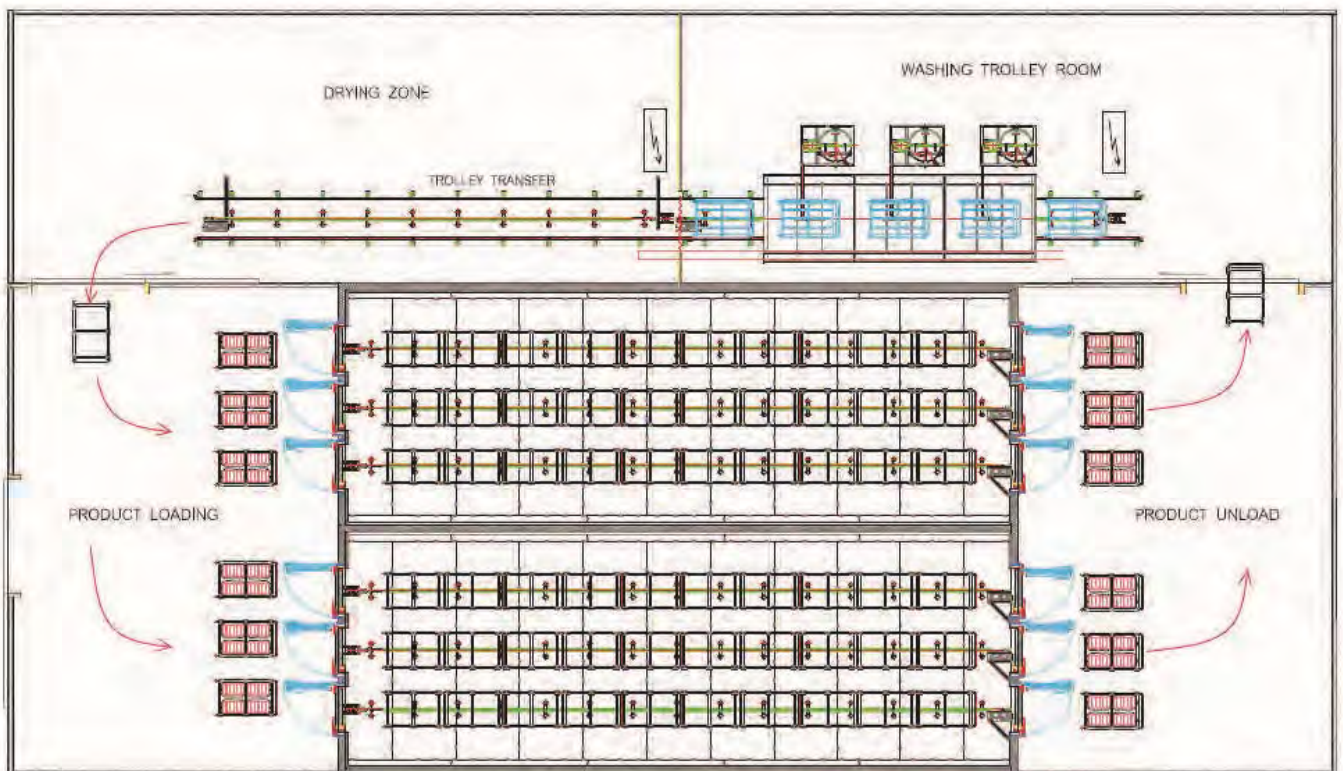 DRYING ZONE
WASHING TROLLEY ROOM
TROLLEY TRANSFER
PRODUCT LOADING
PRODUCT UNLOAD